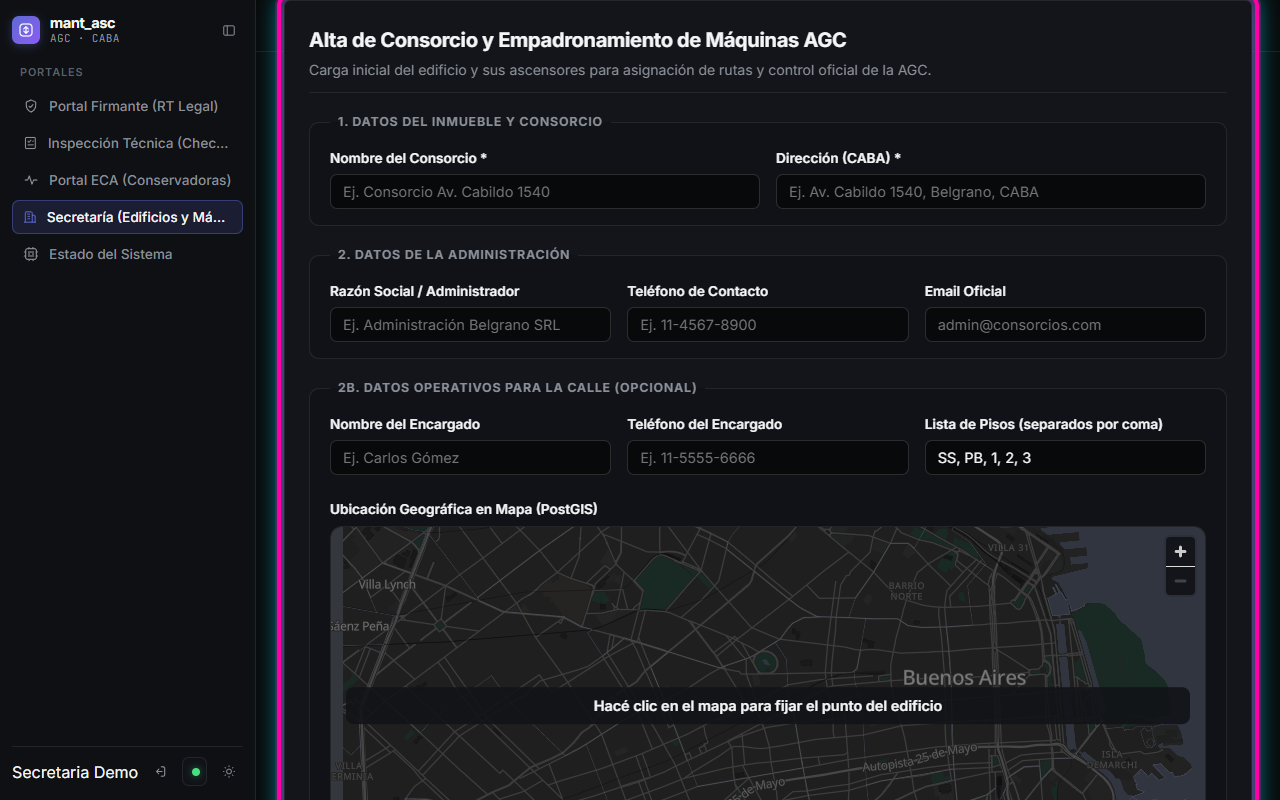 mant_asc
AGC · CABA
PORTALES
Portal Firmante (RT Legal)
Inspección Técnica (Chec...
Portal ECA (Conservadoras)
Secretaría (Edificios y Má...
Estado del Sistema
Secretaria Demo
Alta de Consorcio y Empadronamiento de Máquinas AGC
Carga inicial del edificio y sus ascensores para asignación de rutas y control oficial de la AGC.
1. DATOS DEL INMUEBLE Y CONSORCIO
Nombre del Consorcio *
Dirección (CABA) *
Ej. Consorcio Av. Cabildo 1540
Ej. Av. Cabildo 1540, Belgrano, CABA
2. DATOS DE LA ADMINISTRACIÓN
Razón Social / Administrador
Teléfono de Contacto
Email Oficial
Ej. Administración Belgrano SRL
Ej. 11-4567-8900
admin@consorcios.com
2B. DATOS OPERATIVOS PARA LA CALLE (OPCIONAL)
Nombre del Encargado
Teléfono del Encargado
Lista de Pisos (separados por coma)
Ej. Carlos Gómez
Ej. 11-5555-6666
SS, PB, 1, 2, 3
Ubicación Geográfica en Mapa (PostGIS)
VILLA 31
+
−
Villa Lynch
BARRIO
NORTE
Sáenz Peña
Buenos Aires
Hacé clic en el mapa para fijar el punto del edificio
Autopista 25 de Mayo
ISLA
DEMARCHI
VILLA
de Mayo